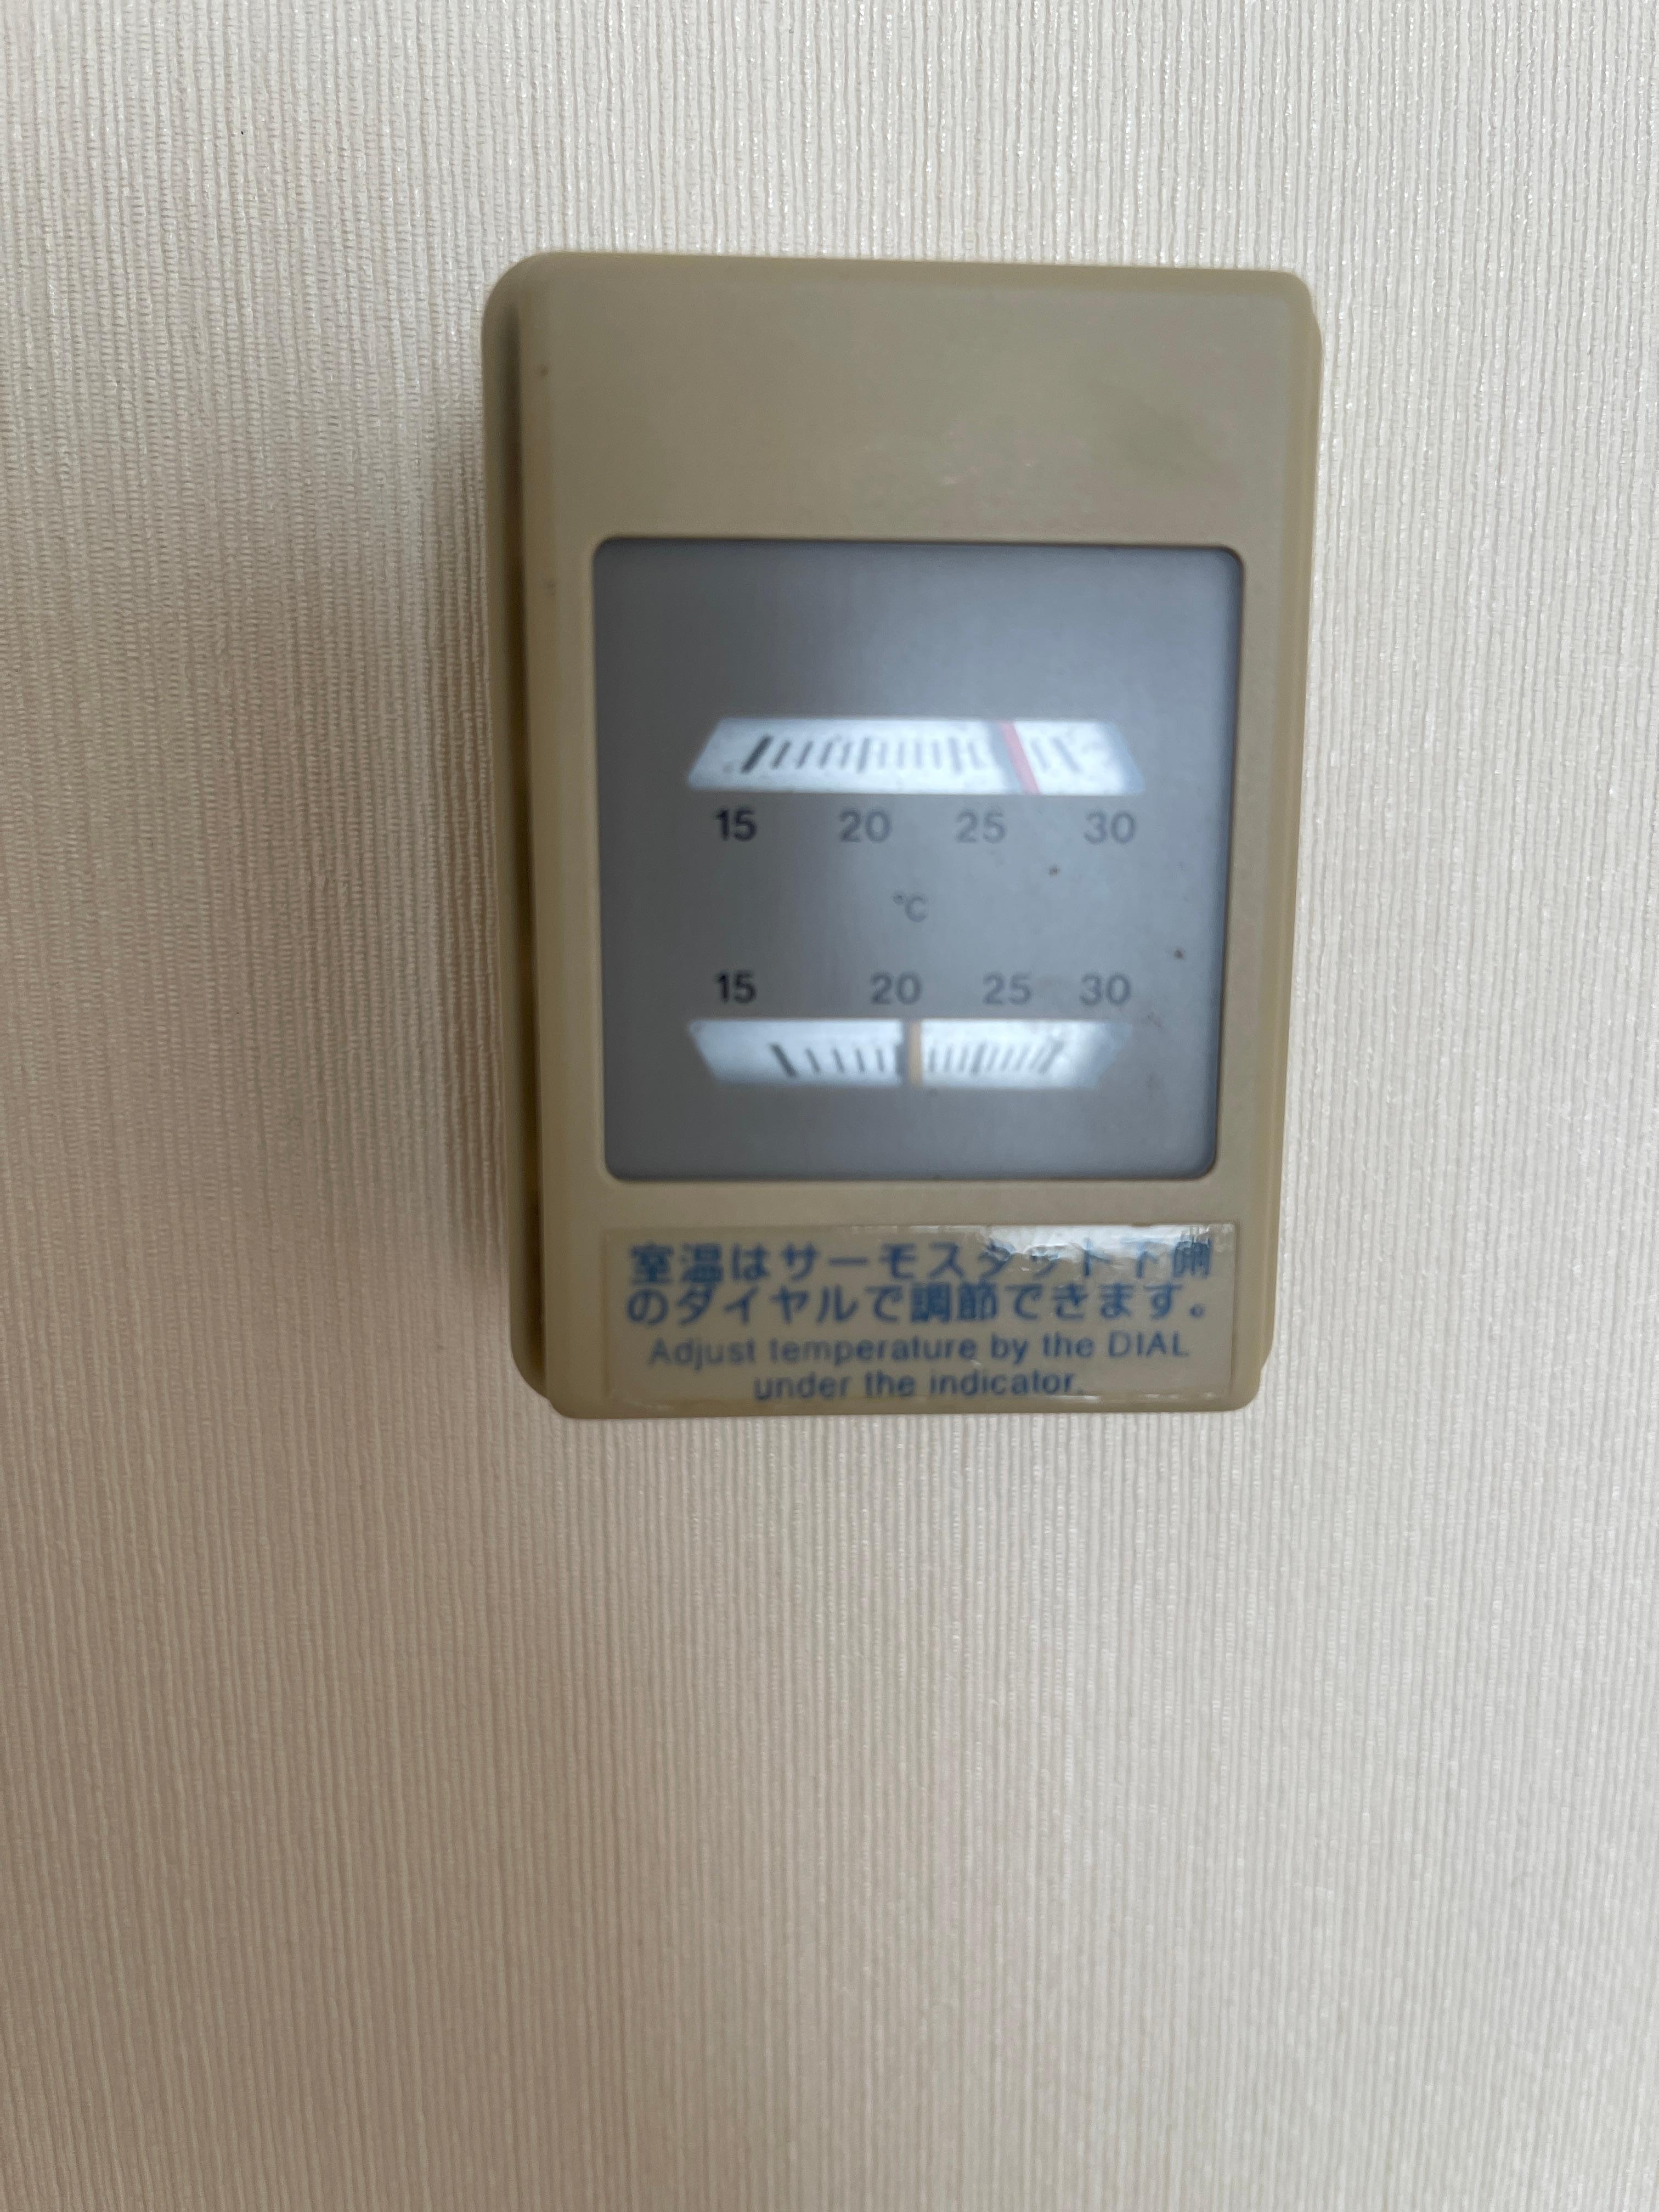 15 20 25 30
°C
15 20 25 30
室温はサーモスタット下側
のダイヤルで調節できます。
Adjust temperature by the DIAL
under the indicator.